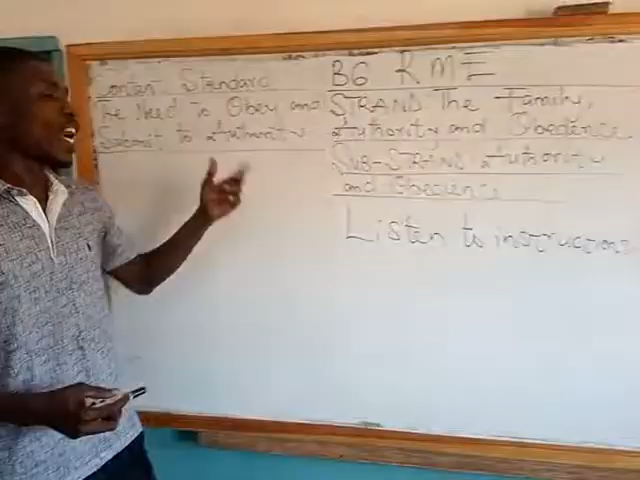 Content Standard
The Need to Obey and
Submit to Authority
B6 RME
STRAND The Family,
Authority and Obedience
SUB-STRAND Authority
and Obedience
Listen to instructions